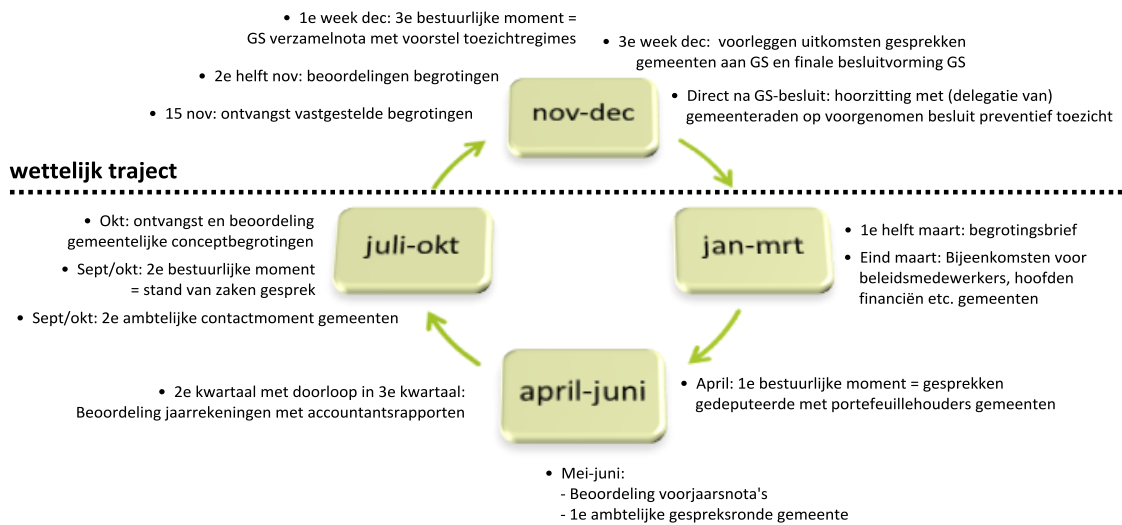 • 1e week dec: 3e bestuurlijke moment =
GS verzamelnota met voorstel toezichtregimes
• 2e helft nov: beoordelingen begrotingen
• 15 nov: ontvangst vastgestelde begrotingen
nov-dec
• 3e week dec: voorleggen uitkomsten gesprekken
gemeenten aan GS en finale besluitvorming GS
• Direct na GS-besluit: hoorzitting met (delegatie van)
gemeenteraden op voorgenomen besluit preventief toezicht
wettelijk traject
• Okt: ontvangst en beoordeling
gemeentelijke conceptbegrotingen
• Sept/okt: 2e bestuurlijke moment
= stand van zaken gesprek
• Sept/okt: 2e ambtelijke contactmoment gemeenten
juli-okt
jan-mrt
• 1e helft maart: begrotingsbrief
• Eind maart: Bijeenkomsten voor
beleidsmedewerkers, hoofden
financiën etc. gemeenten
• 2e kwartaal met doorloop in 3e kwartaal:
Beoordeling jaarrekeningen met accountantsrapporten
april-juni
• April: 1e bestuurlijke moment = gesprekken
gedeputeerde met portefeuillehouders gemeenten
• Mei-juni:
- Beoordeling voorjaarsnota's
- 1e ambtelijke gespreksronde gemeente